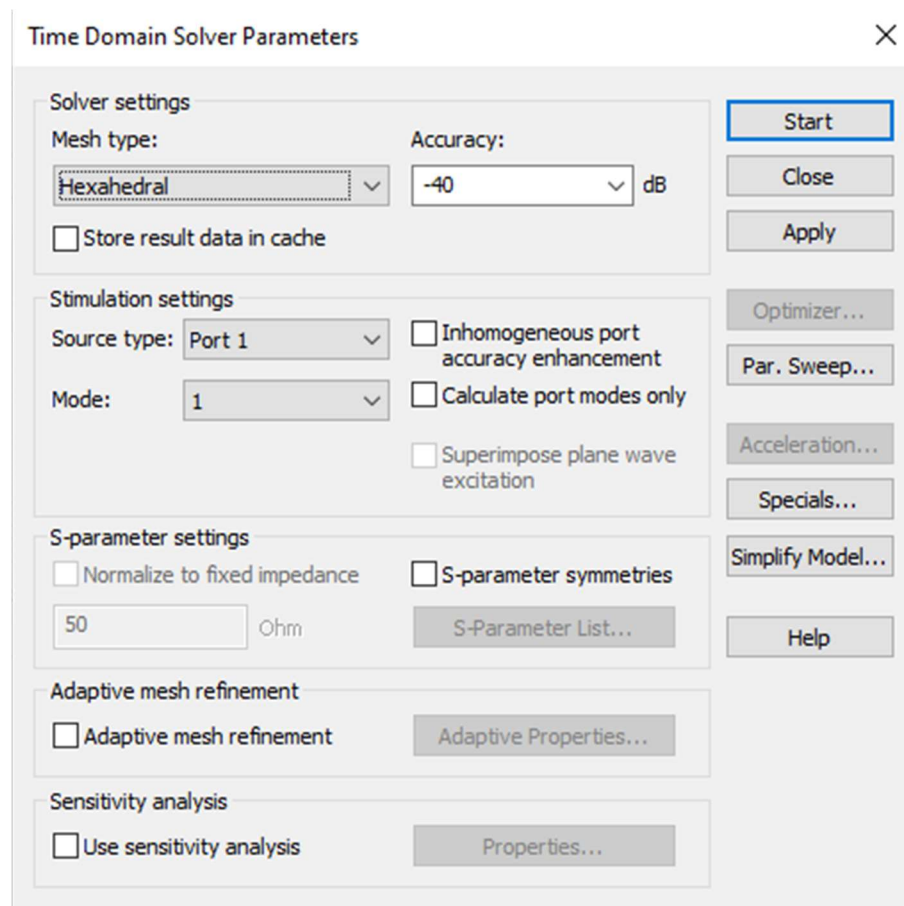 Time Domain Solver Parameters
Solver settings
Mesh type:
Accuracy:
Hexahedral
-40
dB
Store result data in cache
Start
Close
Apply
Stimulation settings
Source type:
Port 1
Inhomogeneous port
accuracy enhancement
Mode:
1
Calculate port modes only
Superimpose plane wave
excitation
Optimizer...
Par. Sweep...
Acceleration...
Specials...
S-parameter settings
Normalize to fixed impedance
S-parameter symmetries
50
Ohm
S-Parameter List...
Simplify Model...
Help
Adaptive mesh refinement
Adaptive mesh refinement
Adaptive Properties...
Sensitivity analysis
Use sensitivity analysis
Properties...